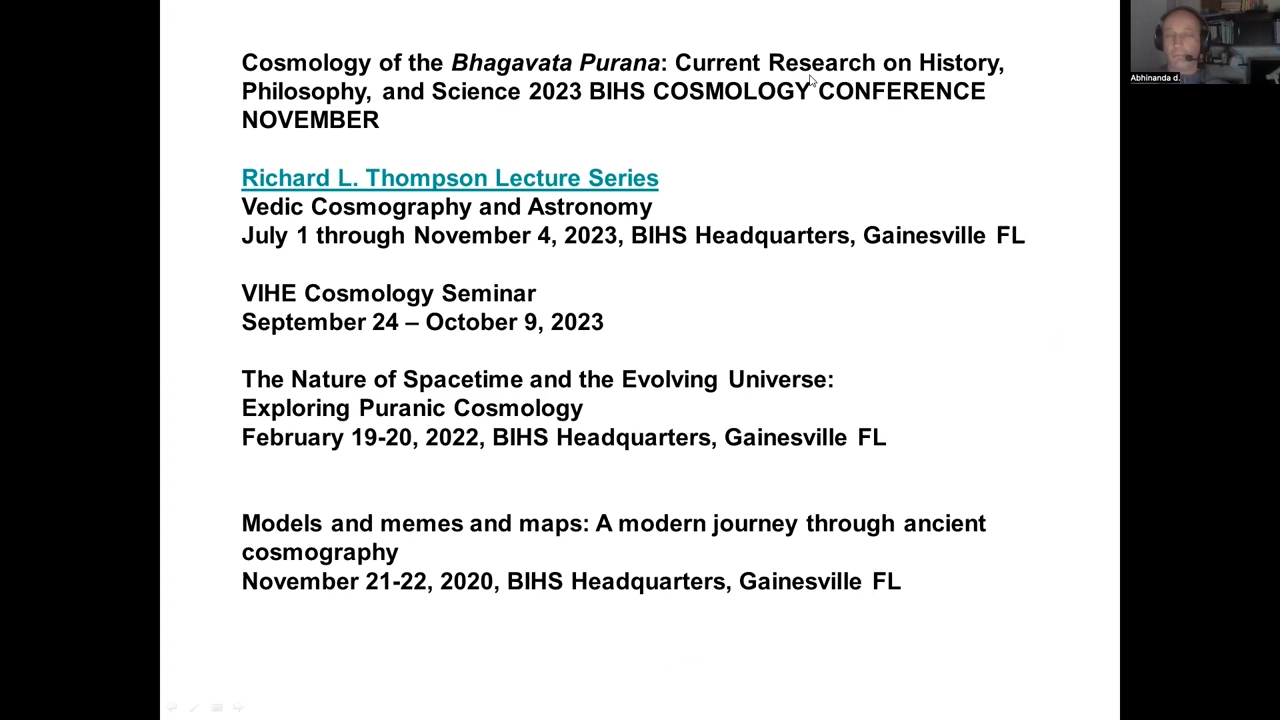 Cosmology of the Bhagavata Purana: Current Research on History,
Philosophy, and Science 2023 BIHS COSMOLOGY CONFERENCE
NOVEMBER
Richard L. Thompson Lecture Series
Vedic Cosmography and Astronomy
July 1 through November 4, 2023, BIHS Headquarters, Gainesville FL
VIHE Cosmology Seminar
September 24 – October 9, 2023
The Nature of Spacetime and the Evolving Universe:
Exploring Puranic Cosmology
February 19-20, 2022, BIHS Headquarters, Gainesville FL
Models and memes and maps: A modern journey through ancient
cosmography
November 21-22, 2020, BIHS Headquarters, Gainesville FL
Abhinanda d.